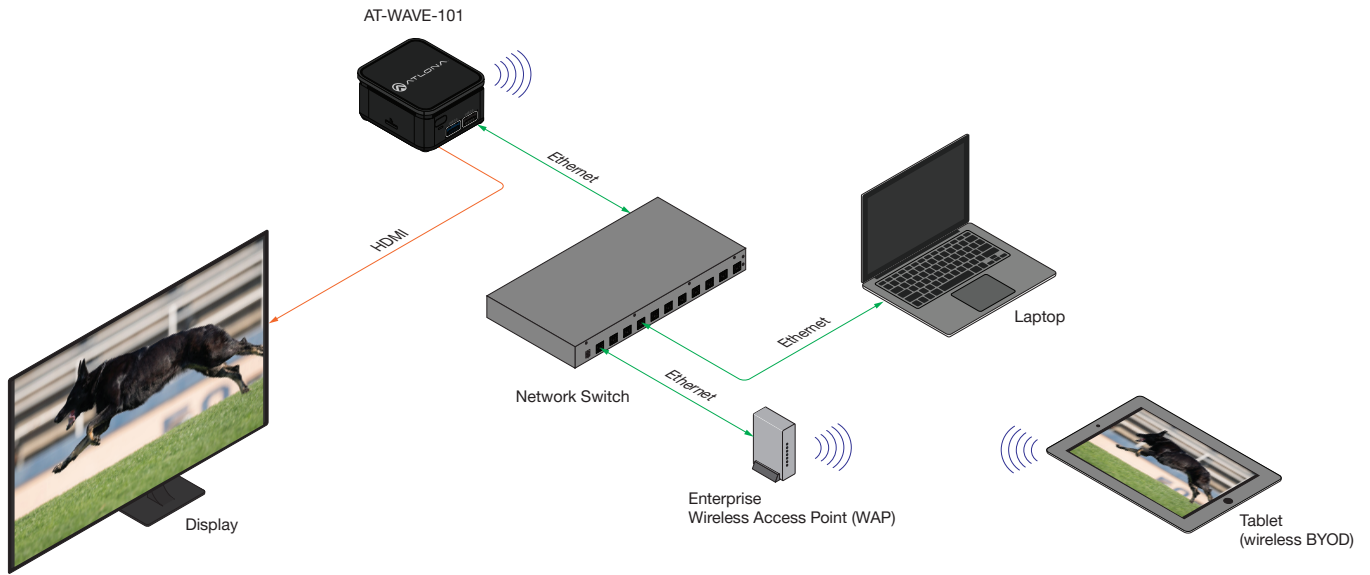 AT-WAVE-101
ATLONA
Ethernet
HDMI
Ethernet
Laptop
Network Switch
Ethernet
Enterprise
Wireless Access Point (WAP)
Display
Tablet
(wireless BYOD)